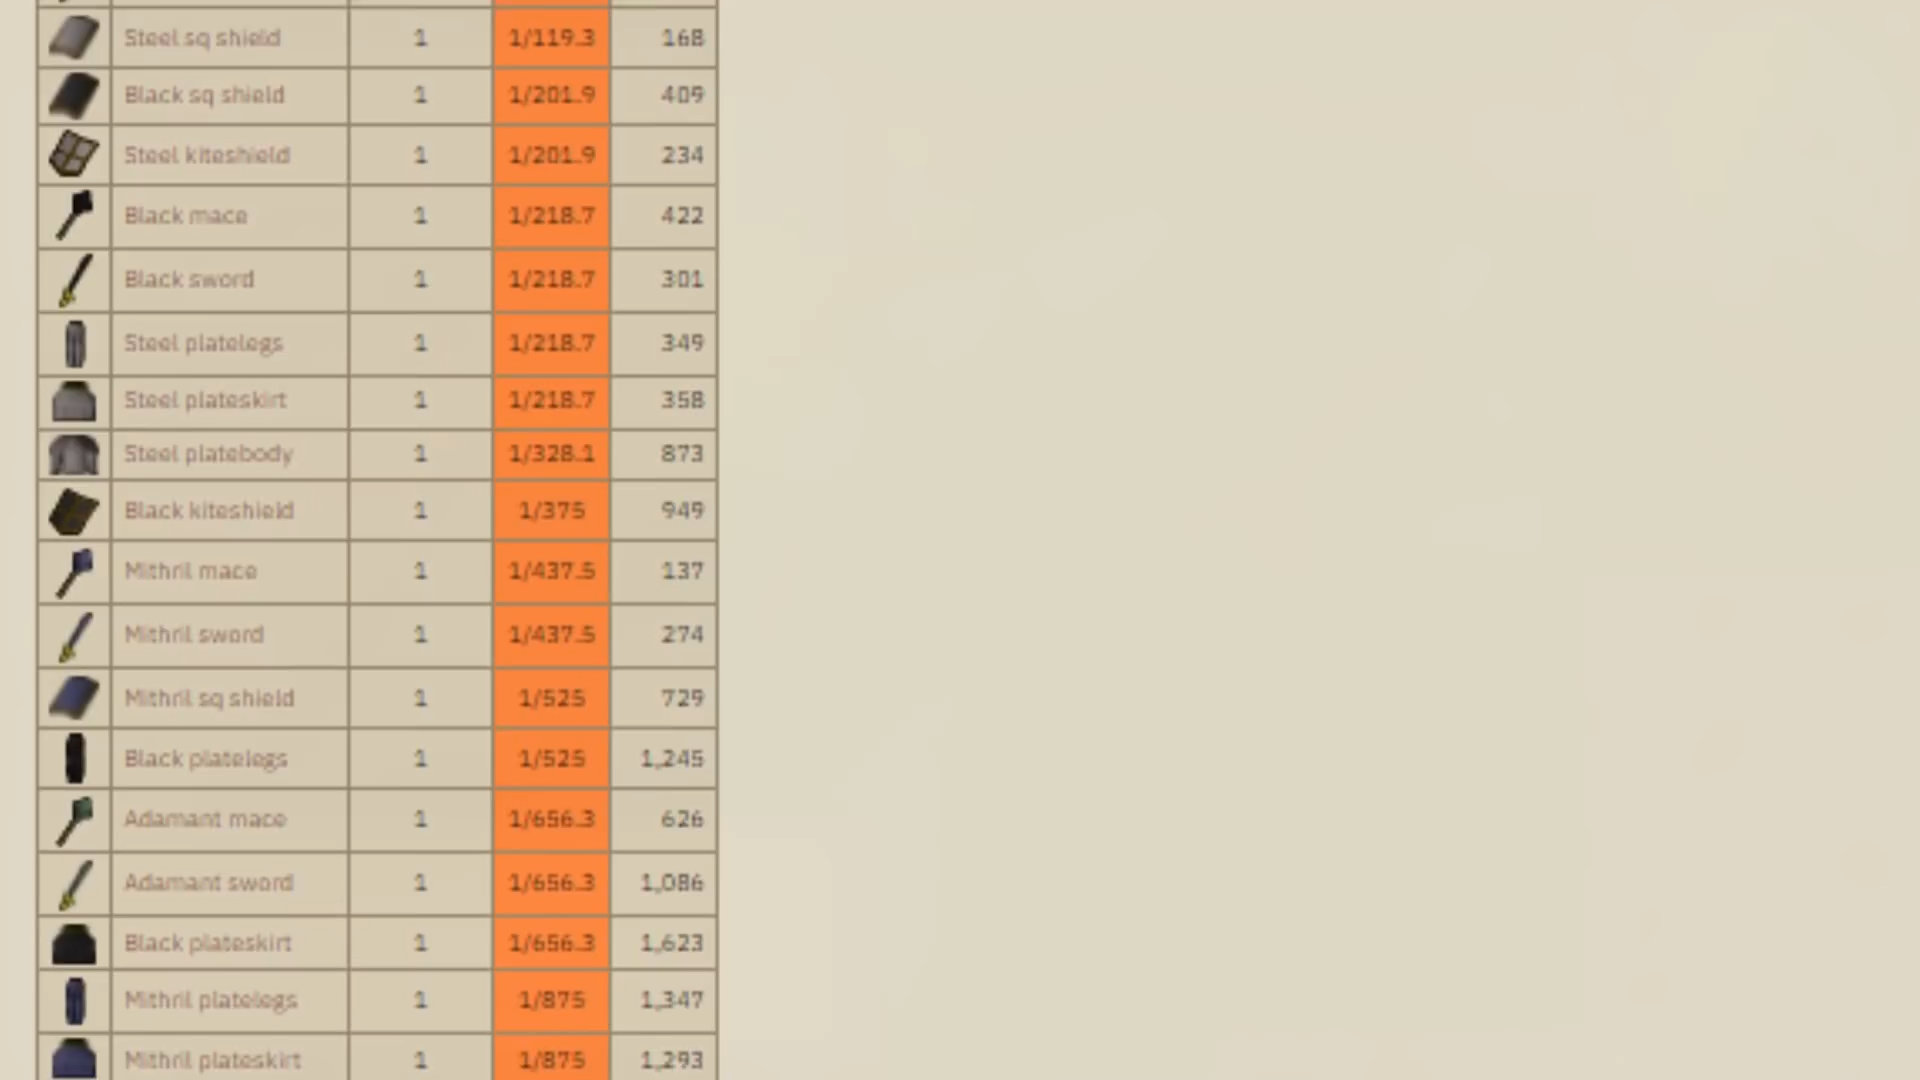 Steel sq shield 1 1/119.3 168
Black sq shield 1 1/201.9 409
Steel kiteshield 1 1/201.9 234
Black mace 1 1/218.7 422
Black sword 1 1/218.7 301
Steel platelegs 1 1/218.7 349
Steel plateskirt 1 1/218.7 358
Steel platebody 1 1/328.1 873
Black kiteshield 1 1/375 949
Mithril mace 1 1/437.5 137
Mithril sword 1 1/437.5 274
Mithril sq shield 1 1/525 729
Black platelegs 1 1/525 1,245
Adamant mace 1 1/656.3 626
Adamant sword 1 1/656.3 1,086
Black plateskirt 1 1/656.3 1,623
Mithril platelegs 1 1/875 1,347
Mithril plateskirt 1 1/875 1,293